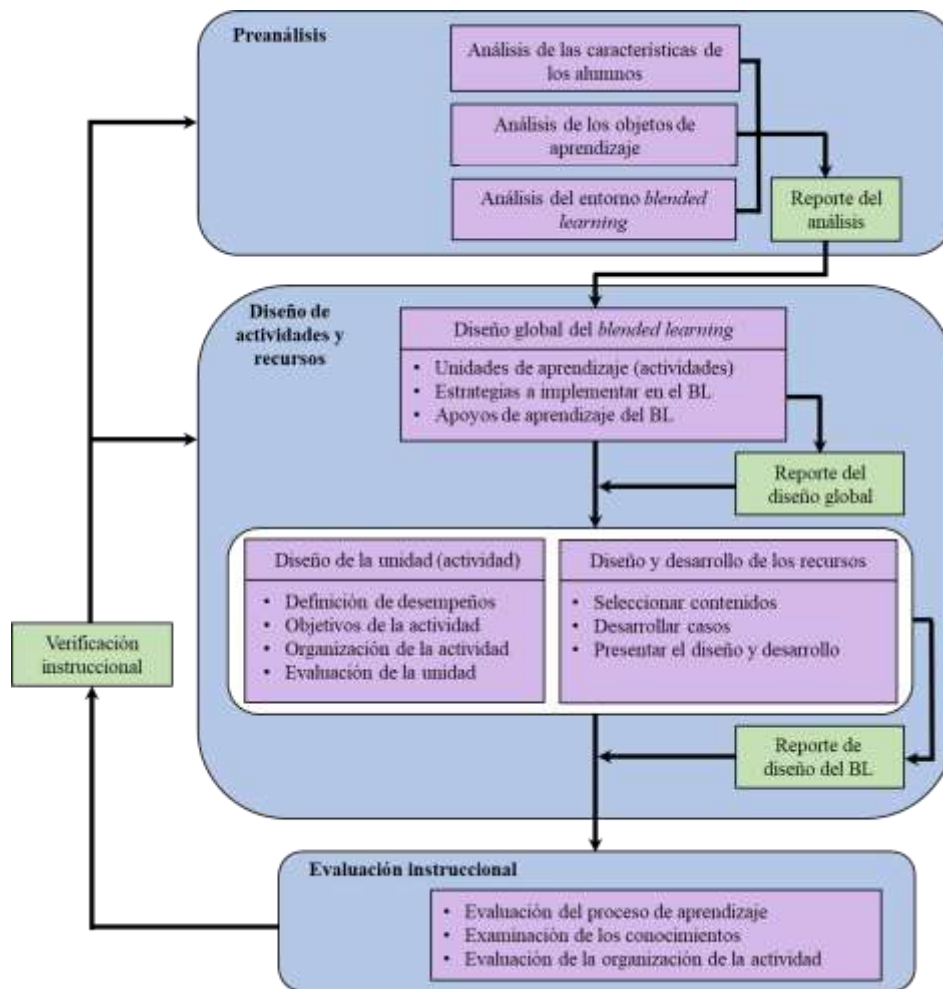 Preanálisis
Análisis de las características de
los alumnos
Análisis de los objetos de
aprendizaje
Análisis del entorno blended
learning
Reporte del
análisis
Diseño de
actividades y
recursos
Diseño global del blended learning
• Unidades de aprendizaje (actividades)
• Estrategias a implementar en el BL
• Apoyos de aprendizaje del BL
Reporte del
diseño global
Diseño de la unidad (actividad)
• Definición de desempeños
• Objetivos de la actividad
• Organización de la actividad
• Evaluación de la unidad
Diseño y desarrollo de los recursos
• Seleccionar contenidos
• Desarrollar casos
• Presentar el diseño y desarrollo
Verificación
instruccional
Reporte de
diseño del BL
Evaluación instruccional
• Evaluación del proceso de aprendizaje
• Examinación de los conocimientos
• Evaluación de la organización de la actividad